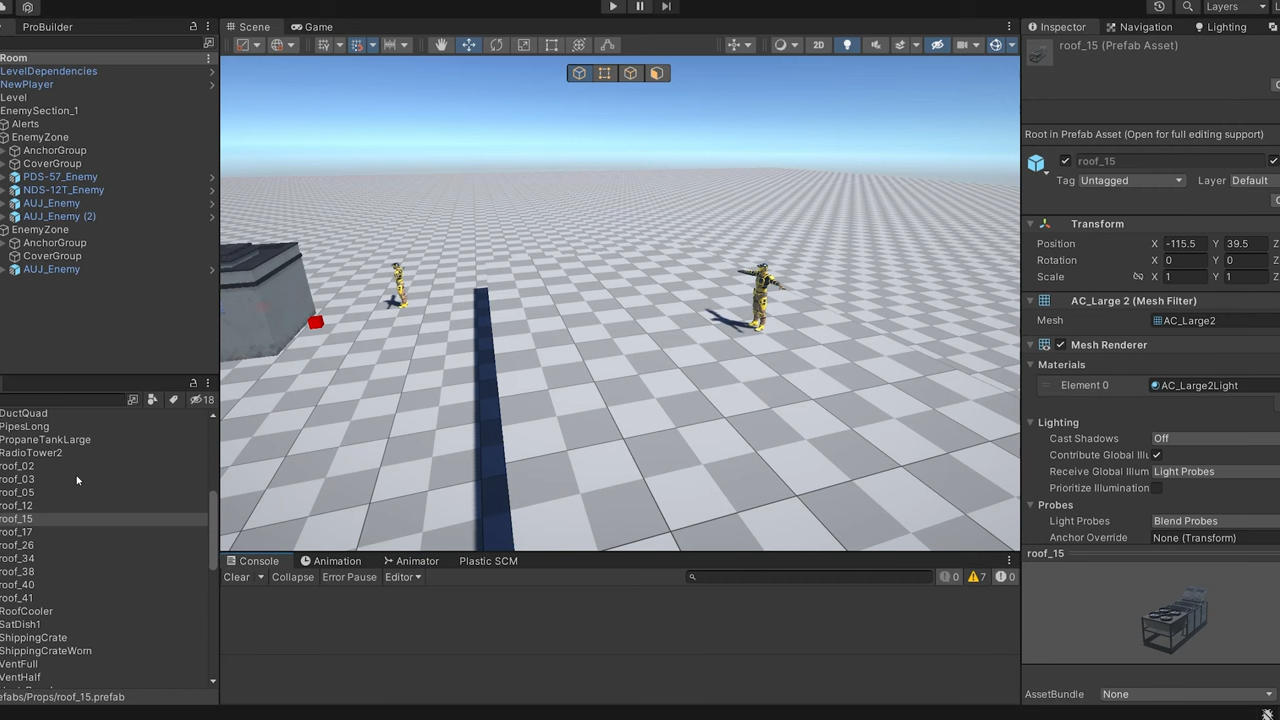 Layers
ProBuilder
Scene
Game
Inspector
Navigation
Lighting
2D
Room
LevelDependencies
NewPlayer
Level
EnemySection_1
Alerts
EnemyZone
AnchorGroup
CoverGroup
PDS-57_Enemy
NDS-12T_Enemy
AUJ_Enemy
AUJ_Enemy (2)
EnemyZone
AnchorGroup
CoverGroup
AUJ_Enemy
18
DuctQuad
PipesLong
PropaneTankLarge
RadioTower2
roof_02
roof_03
roof_05
roof_12
roof_15
roof_17
roof_26
roof_34
roof_38
roof_40
roof_41
RoofCooler
SatDish1
ShippingCrate
ShippingCrateWorn
VentFull
VentHalf
efabs/Props/roof_15.prefab
Console
Animation
Animator
Plastic SCM
Clear
Collapse
Error Pause
Editor
0
7
0
roof_15 (Prefab Asset)
Root in Prefab Asset (Open for full editing support)
roof_15
Tag Untagged Layer Default
Transform
Position X -115.5 Y 39.5 Z
Rotation X 0 Y 0 Z
Scale X 1 Y 1 Z
AC_Large 2 (Mesh Filter)
Mesh AC_Large2
Mesh Renderer
Materials
Element 0 AC_Large2Light
Lighting
Cast Shadows Off
Contribute Global Illu
Receive Global Illum Light Probes
Prioritize Illumination
Probes
Light Probes Blend Probes
Anchor Override None (Transform)
roof_15
AssetBundle None